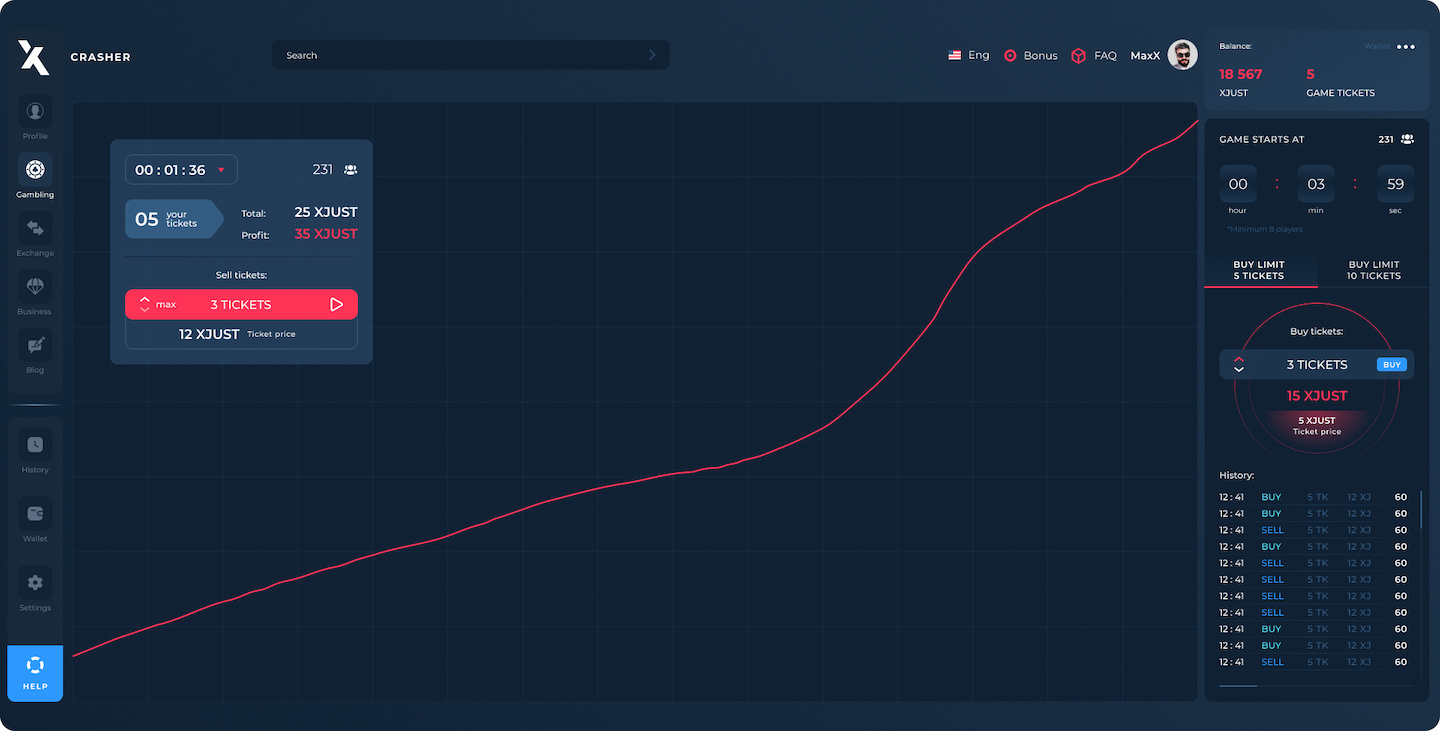 CRASHER
Search
Eng
Bonus
FAQ
MaxX
Profile
Gambling
Exchange
Business
Blog
History
Wallet
Settings
HELP
00 : 01 : 36
231
05 your tickets
Total: 25 XJUST
Profit: 35 XJUST
Sell tickets:
max 3 TICKETS
12 XJUST Ticket price
Balance: Wallet
18 567 5
XJUST GAME TICKETS
GAME STARTS AT 231
00 : 03 : 59
hour min sec
*Minimum 8 players
BUY LIMIT
5 TICKETS
BUY LIMIT
10 TICKETS
Buy tickets:
3 TICKETS BUY
15 XJUST
5 XJUST
Ticket price
History:
12:41 BUY 5 TK 12 XJ 60
12:41 BUY 5 TK 12 XJ 60
12:41 SELL 5 TK 12 XJ 60
12:41 BUY 5 TK 12 XJ 60
12:41 SELL 5 TK 12 XJ 60
12:41 SELL 5 TK 12 XJ 60
12:41 SELL 5 TK 12 XJ 60
12:41 SELL 5 TK 12 XJ 60
12:41 BUY 5 TK 12 XJ 60
12:41 BUY 5 TK 12 XJ 60
12:41 SELL 5 TK 12 XJ 60